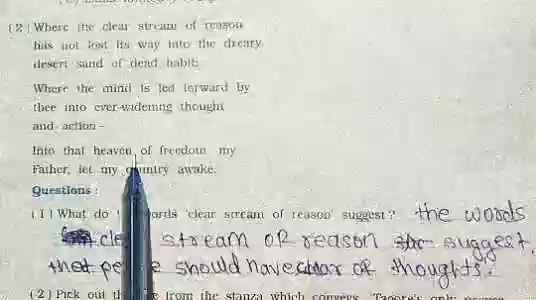 (2) Where the clear stream of reason
has not lost its way into the dreary
desert sand of dead habit;
Where the mind is led forward by
thee into ever-widening thought
and action –
Into that heaven of freedom my
Father, let my country awake.
Questions :
(1) What do words 'clear stream of reason' suggest? the words
stream of reason suggest
that people should have of thoughts.
(2) Pick out the from the stanza which conveys 'Tagore's only